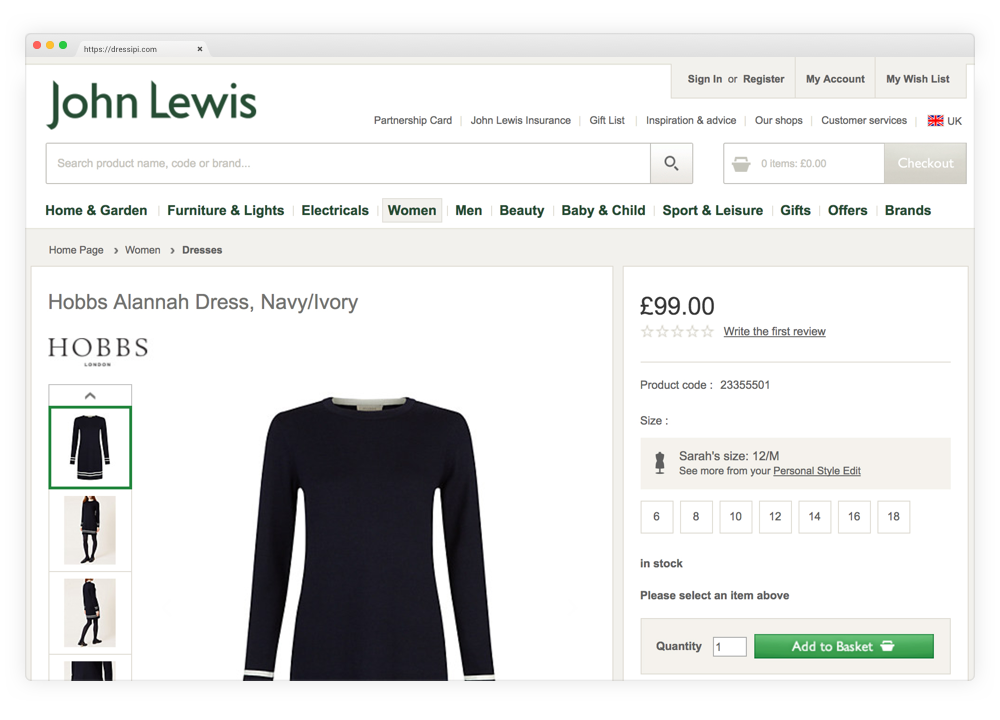 https://dressipi.com
Sign In or Register My Account My Wish List
John Lewis
Partnership Card John Lewis Insurance Gift List Inspiration & advice Our shops Customer services UK
Search product name, code or brand...
0 items: £0.00 Checkout
Home & Garden Furniture & Lights Electricals Women Men Beauty Baby & Child Sport & Leisure Gifts Offers Brands
Home Page › Women › Dresses
Hobbs Alannah Dress, Navy/Ivory
HOBBS
LONDON
£99.00
Write the first review
Product code : 23355501
Size :
Sarah's size: 12/M
See more from your Personal Style Edit
6 8 10 12 14 16 18
in stock
Please select an item above
Quantity 1 Add to Basket